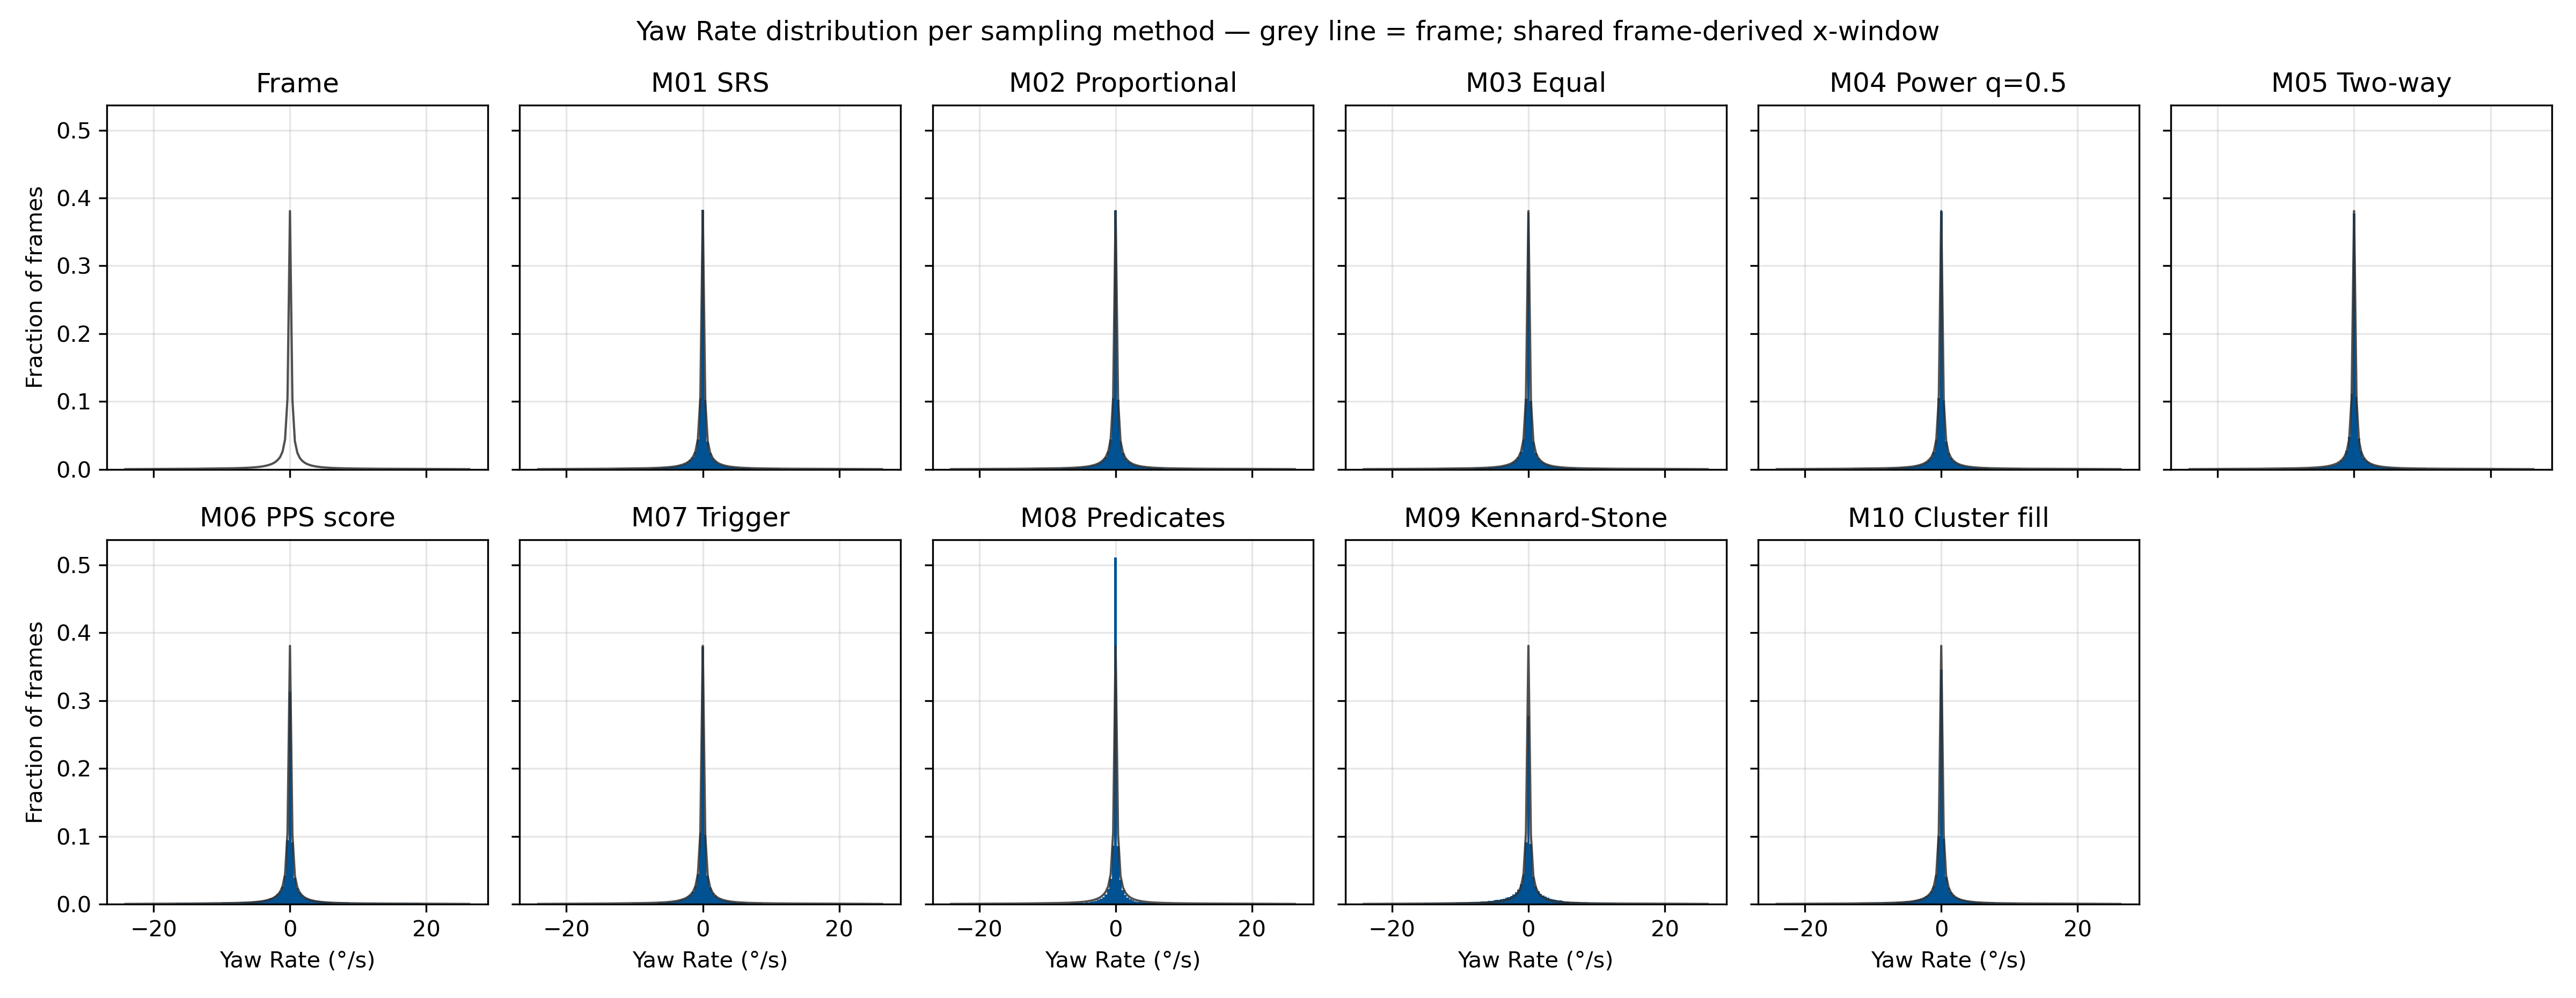 Yaw Rate distribution per sampling method — grey line = frame; shared frame-derived x-window
Frame
M01 SRS
M02 Proportional
M03 Equal
M04 Power q=0.5
M05 Two-way
Fraction of frames
0.5
0.4
0.3
0.2
0.1
0.0
M06 PPS score
M07 Trigger
M08 Predicates
M09 Kennard-Stone
M10 Cluster fill
Fraction of frames
0.5
0.4
0.3
0.2
0.1
0.0
−20 0 20
−20 0 20
−20 0 20
−20 0 20
−20 0 20
Yaw Rate (°/s)
Yaw Rate (°/s)
Yaw Rate (°/s)
Yaw Rate (°/s)
Yaw Rate (°/s)